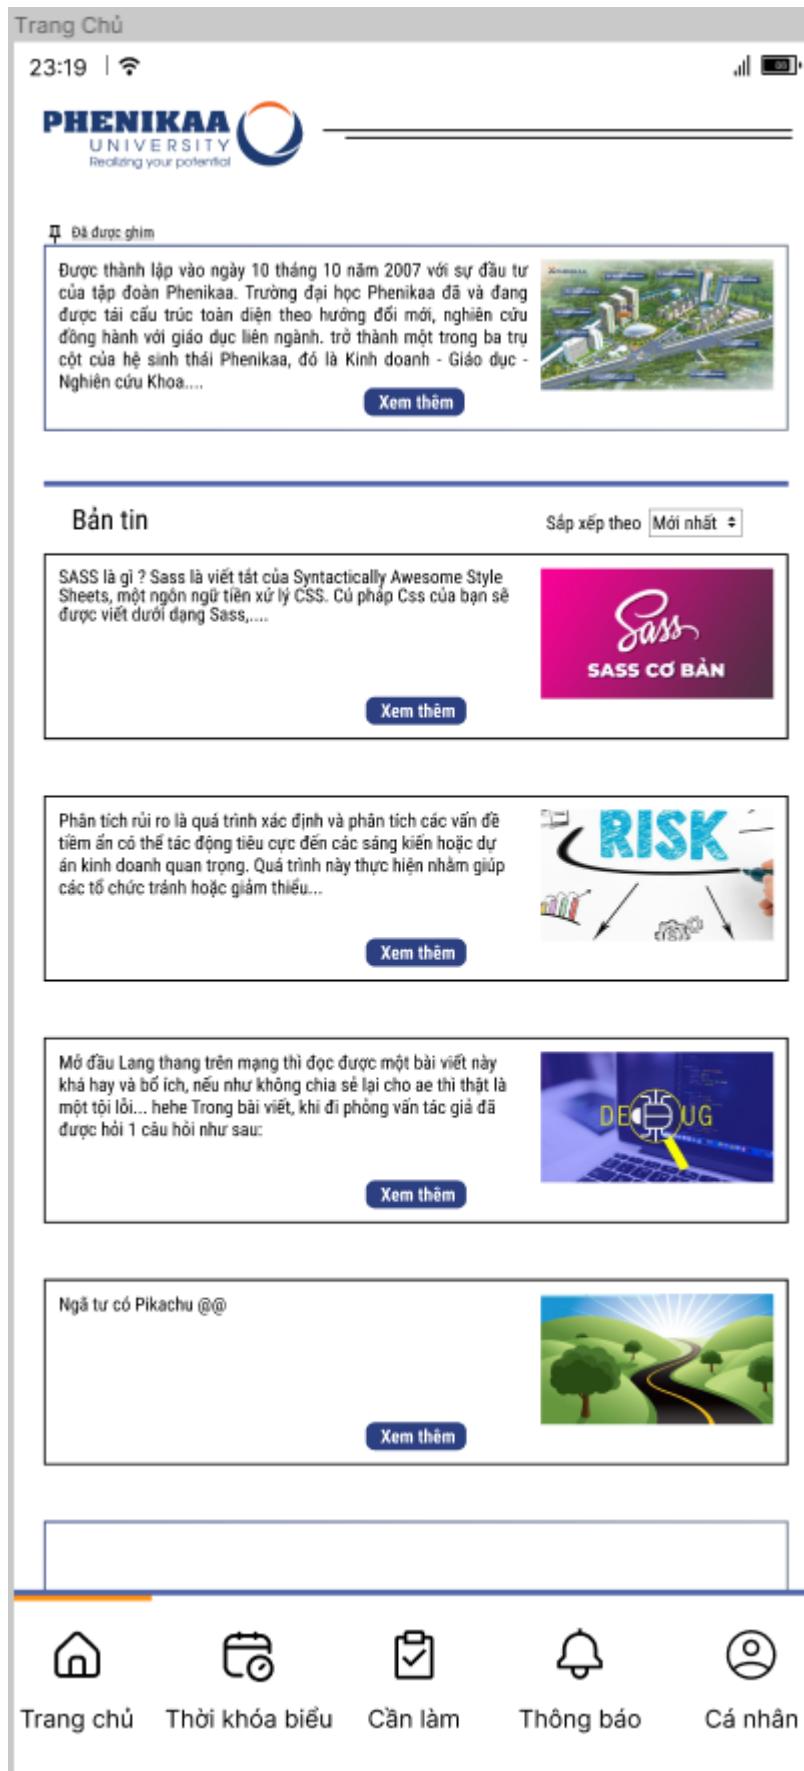 Trang Chủ
23:19
PHENIKAA
UNIVERSITY
Realizing your potential
Đã được ghim
Được thành lập vào ngày 10 tháng 10 năm 2007 với sự đầu tư
của tập đoàn Phenikaa. Trường đại học Phenikaa đã và đang
được tái cấu trúc toàn diện theo hướng đổi mới, nghiên cứu
đồng hành với giáo dục liên ngành. trở thành một trong ba trụ
cột của hệ sinh thái Phenikaa, đó là Kinh doanh - Giáo dục -
Nghiên cứu Khoa....
PHENIKAA
Xem thêm
Bản tin
Sắp xếp theo Mới nhất
SASS là gì ? Sass là viết tắt của Syntactically Awesome Style
Sheets, một ngôn ngữ tiền xử lý CSS. Cú pháp Css của bạn sẽ
được viết dưới dạng Sass,....
Sass
SASS CƠ BẢN
Xem thêm
Phân tích rủi ro là quá trình xác định và phân tích các vấn đề
tiềm ẩn có thể tác động tiêu cực đến các sáng kiến hoặc dự
án kinh doanh quan trọng. Quá trình này thực hiện nhằm giúp
các tổ chức tránh hoặc giảm thiểu...
RISK
Xem thêm
Mở đầu Lang thang trên mạng thì đọc được một bài viết này
khá hay và bổ ích, nếu như không chia sẻ lại cho ae thì thật là
một tội lỗi... hehe Trong bài viết, khi đi phỏng vấn tác giả đã
được hỏi 1 câu hỏi như sau:
DEBUG
Xem thêm
Ngã tư có Pikachu @@
Xem thêm
Trang chủ
Thời khóa biểu
Cần làm
Thông báo
Cá nhân